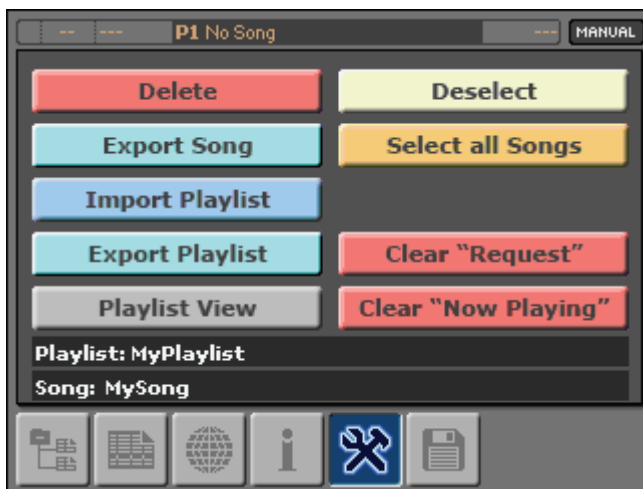 -- --- P1 No Song --- MANUAL
Delete Deselect
Export Song Select all Songs
Import Playlist
Export Playlist Clear “Request”
Playlist View Clear “Now Playing”
Playlist: MyPlaylist
Song: MySong